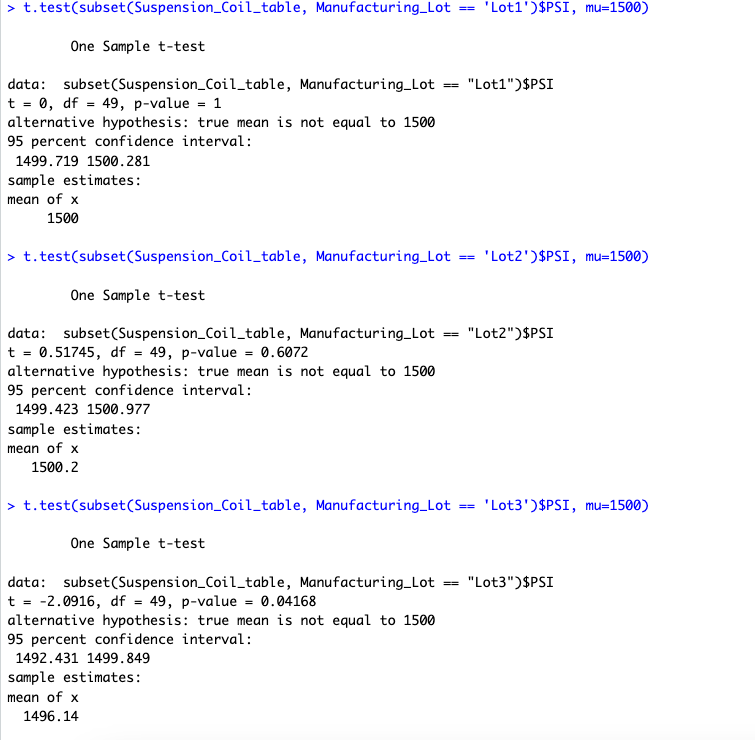 > t.test(subset(Suspension_Coil_table, Manufacturing_Lot == 'Lot1')$PSI, mu=1500)
One Sample t-test
data:  subset(Suspension_Coil_table, Manufacturing_Lot == "Lot1")$PSI
t = 0, df = 49, p-value = 1
alternative hypothesis: true mean is not equal to 1500
95 percent confidence interval:
 1499.719 1500.281
sample estimates:
mean of x
     1500
> t.test(subset(Suspension_Coil_table, Manufacturing_Lot == 'Lot2')$PSI, mu=1500)
One Sample t-test
data:  subset(Suspension_Coil_table, Manufacturing_Lot == "Lot2")$PSI
t = 0.51745, df = 49, p-value = 0.6072
alternative hypothesis: true mean is not equal to 1500
95 percent confidence interval:
 1499.423 1500.977
sample estimates:
mean of x
   1500.2
> t.test(subset(Suspension_Coil_table, Manufacturing_Lot == 'Lot3')$PSI, mu=1500)
One Sample t-test
data:  subset(Suspension_Coil_table, Manufacturing_Lot == "Lot3")$PSI
t = -2.0916, df = 49, p-value = 0.04168
alternative hypothesis: true mean is not equal to 1500
95 percent confidence interval:
 1492.431 1499.849
sample estimates:
mean of x
  1496.14